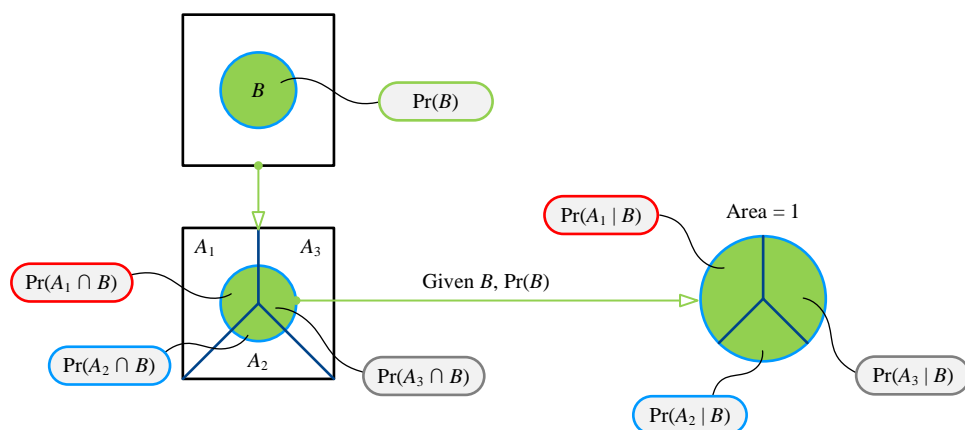 B
Pr(B)
A₁
A₃
Pr(A₁ ∩ B)
Pr(A₂ ∩ B)
A₂
Pr(A₃ ∩ B)
Given B, Pr(B)
Pr(A₁ | B)
Area = 1
Pr(A₃ | B)
Pr(A₂ | B)